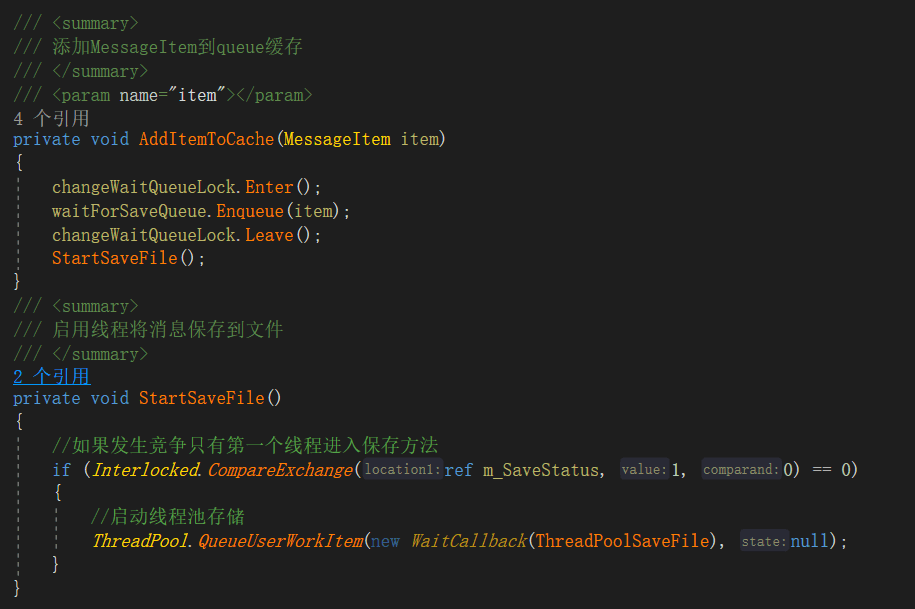 /// <summary>
/// 添加MessageItem到queue缓存
/// </summary>
/// <param name="item"></param>
4 个引用
private void AddItemToCache(MessageItem item)
{
changeWaitQueueLock.Enter();
waitForSaveQueue.Enqueue(item);
changeWaitQueueLock.Leave();
StartSaveFile();
}
/// <summary>
/// 启用线程将消息保存到文件
/// </summary>
2 个引用
private void StartSaveFile()
{
//如果发生竞争只有第一个线程进入保存方法
if (Interlocked.CompareExchange(location1:ref m_SaveStatus, value:1, comparand:0) == 0)
{
//启动线程池存储
ThreadPool.QueueUserWorkItem(new WaitCallback(ThreadPoolSaveFile), state:null);
}
}